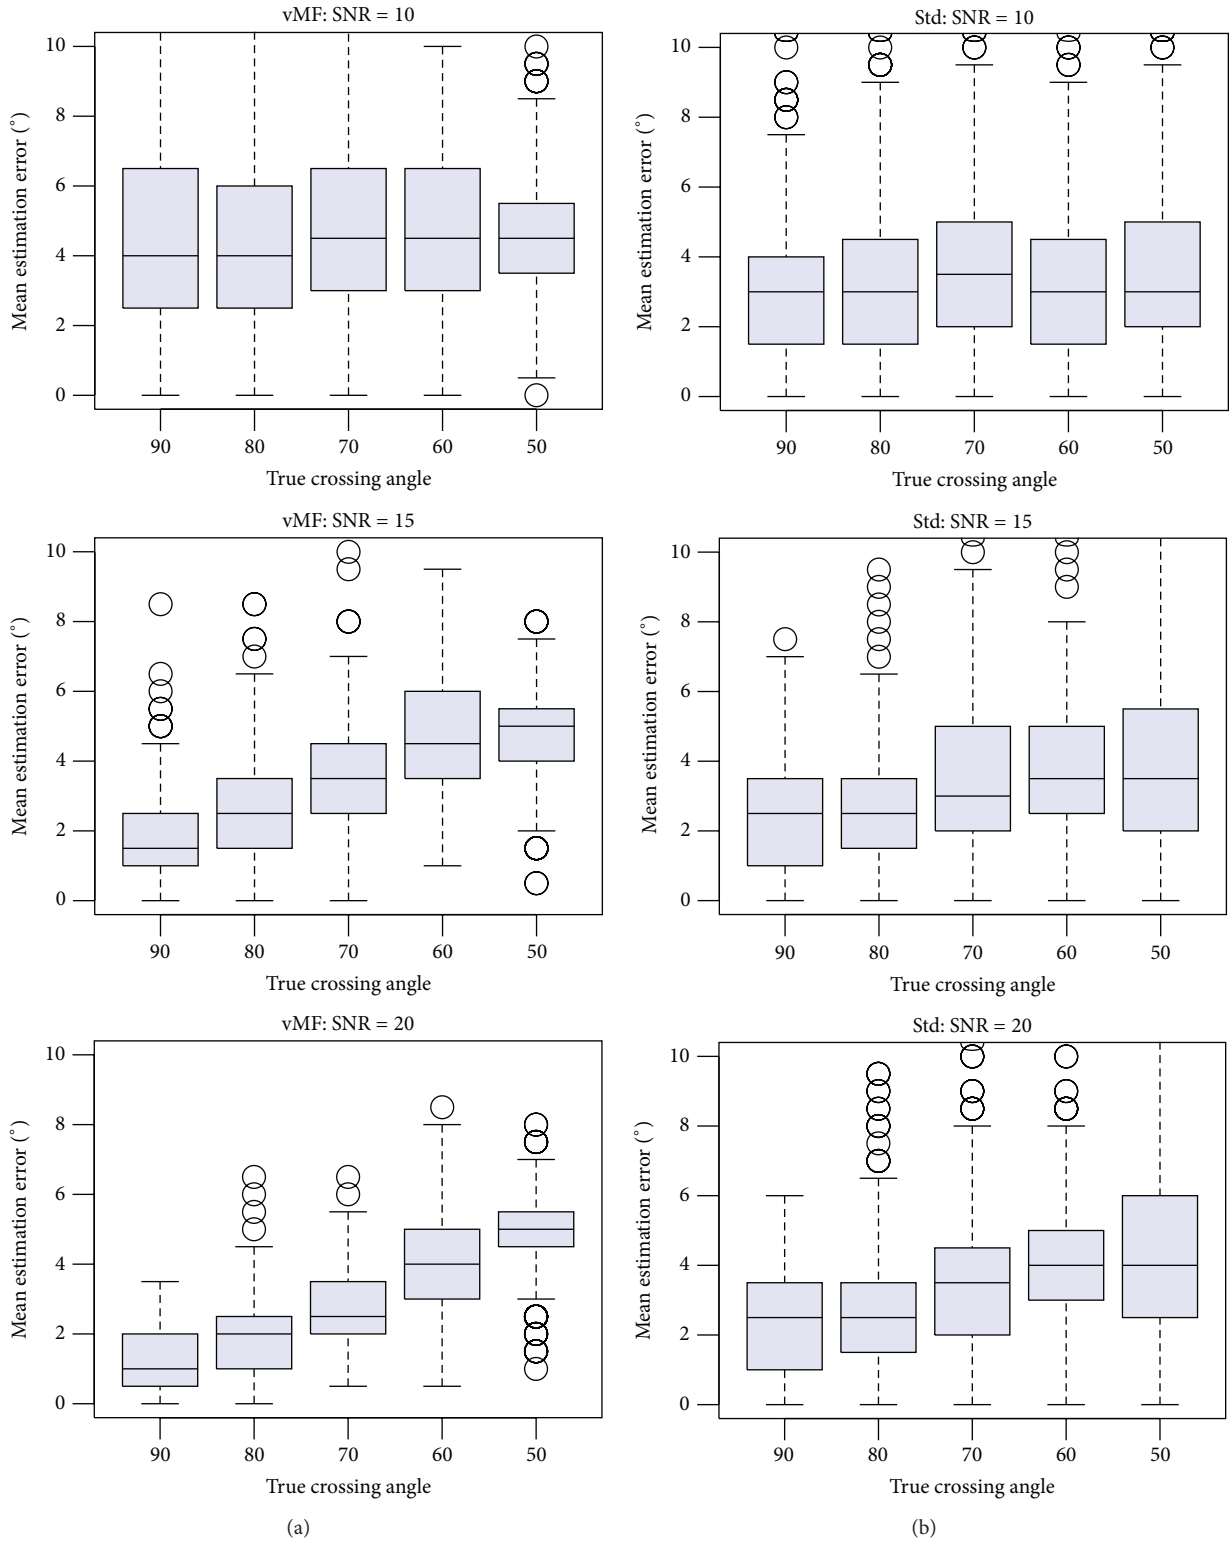 vMF: SNR = 10
Mean estimation error (°)
10
8
6
4
2
0
90 80 70 60 50
True crossing angle
Std: SNR = 10
Mean estimation error (°)
10
8
6
4
2
0
90 80 70 60 50
True crossing angle
vMF: SNR = 15
Mean estimation error (°)
10
8
6
4
2
0
90 80 70 60 50
True crossing angle
Std: SNR = 15
Mean estimation error (°)
10
8
6
4
2
0
90 80 70 60 50
True crossing angle
vMF: SNR = 20
Mean estimation error (°)
10
8
6
4
2
0
90 80 70 60 50
True crossing angle
Std: SNR = 20
Mean estimation error (°)
10
8
6
4
2
0
90 80 70 60 50
True crossing angle
(a)
(b)